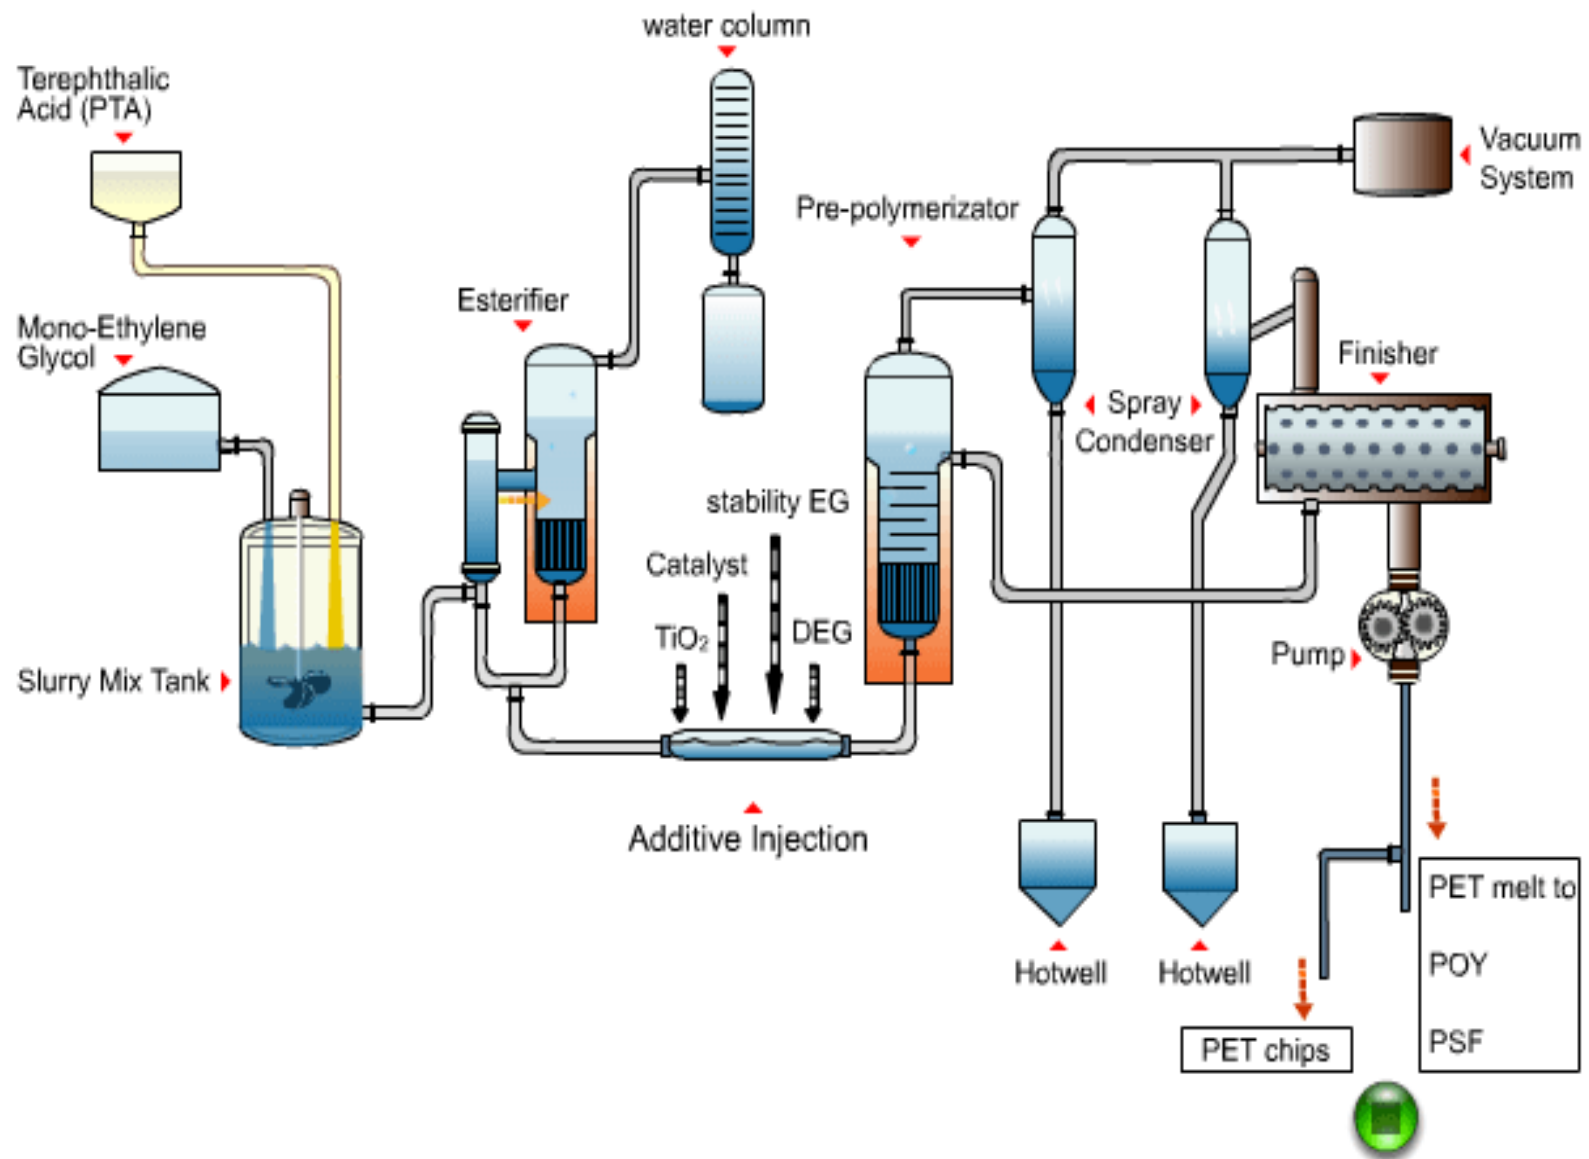 water column
Terephthalic
Acid (PTA)
Vacuum
System
Pre-polymerizator
Esterifier
Mono-Ethylene
Glycol
Finisher
Spray
Condenser
stability EG
Catalyst
TiO₂
DEG
Pump
Slurry Mix Tank
Additive Injection
PET melt to
POY
PSF
Hotwell
Hotwell
PET chips